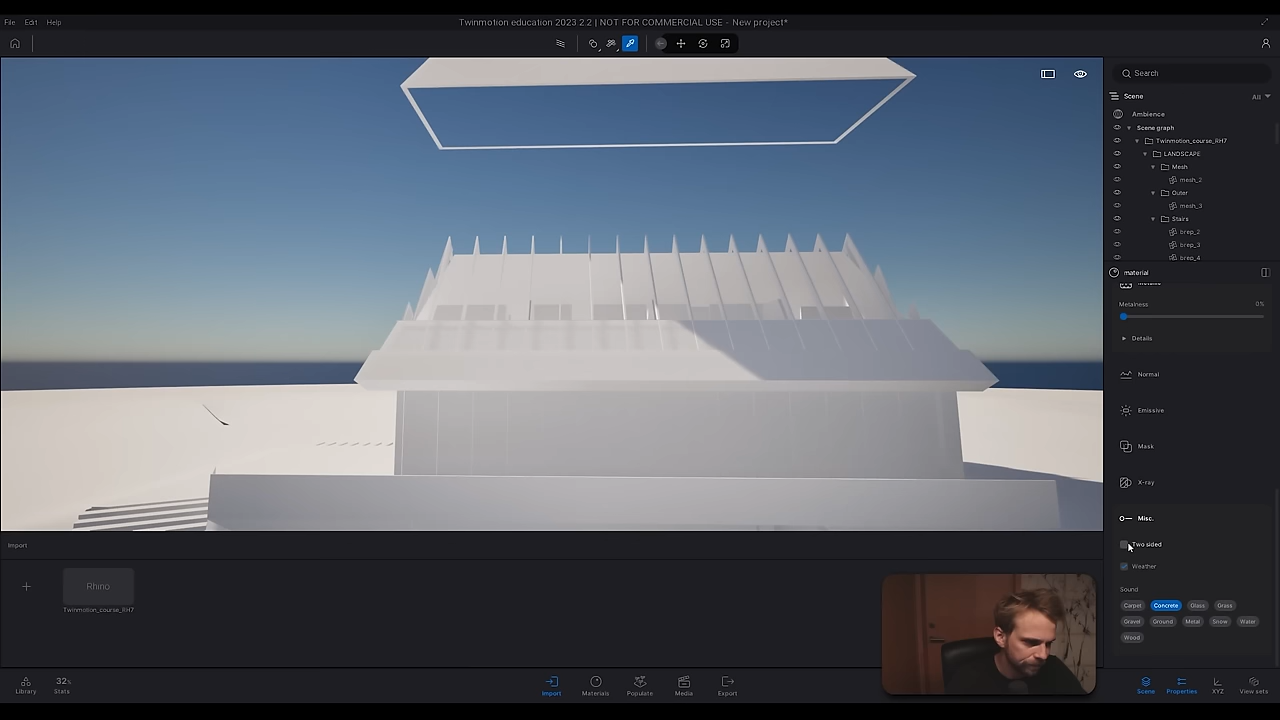 File Edit Help
Twinmotion education 2023 2.2 | NOT FOR COMMERCIAL USE - New project*
Search
Scene
All
Ambience
Scene graph
Twinmotion_course_RH7
LANDSCAPE
Mesh
mesh_2
Outer
mesh_3
Stairs
brep_2
brep_3
brep_4
material
Metallic
Metalness 0%
Details
Normal
Emissive
Mask
X-ray
Misc.
Two sided
Weather
Sound
Carpet Concrete Glass Grass
Gravel Ground Metal Snow Water
Wood
Import
Rhino
Twinmotion_course_RH7
32%
Library Stats
Import Materials Populate Media Export
Scene Properties XYZ View sets